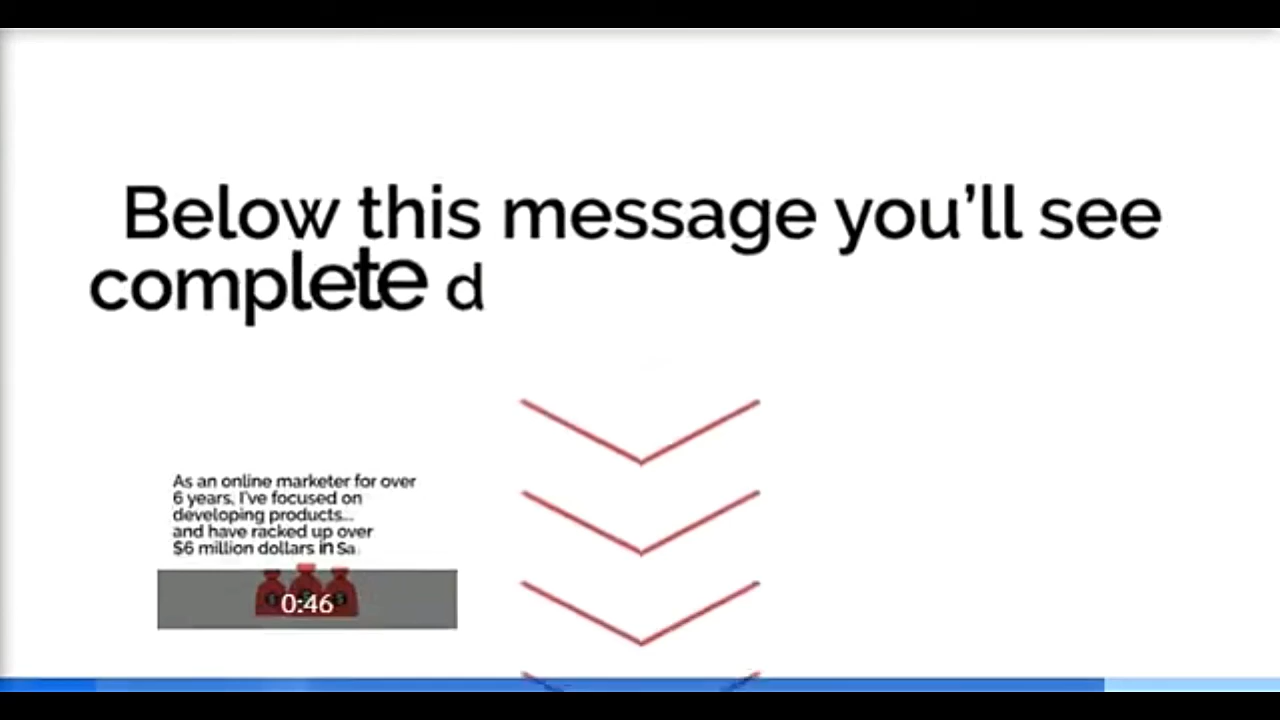 Below this message you'll see
complete d
As an online marketer for over
6 years, I've focused on
developing products...
and have racked up over
$6 million dollars in Sa
0:46